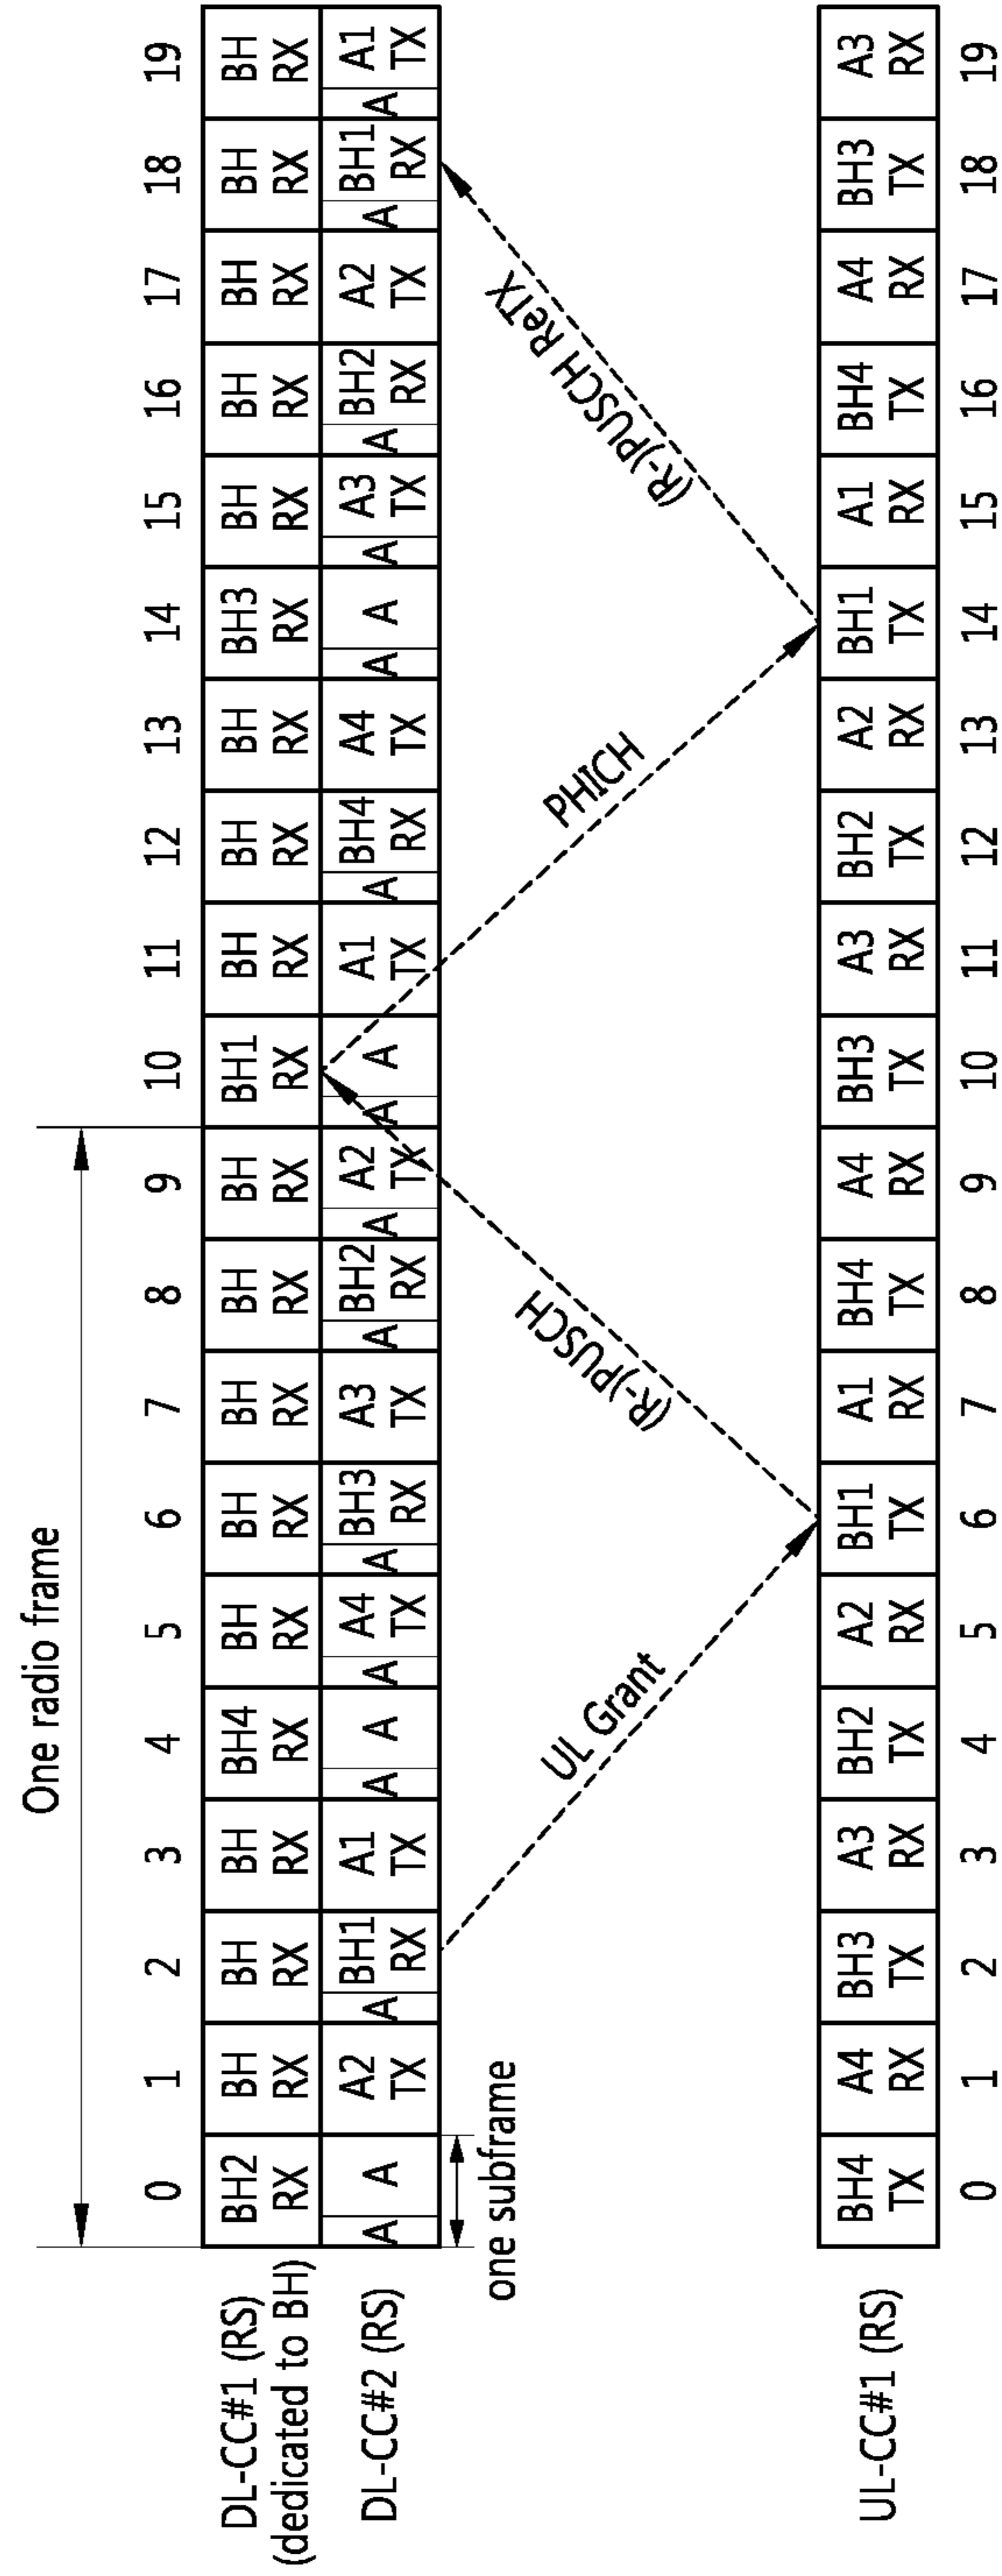 One radio frame
0 1 2 3 4 5 6 7 8 9 10 11 12 13 14 15 16 17 18 19
DL-CC#1 (RS) BH2 BH BH BH BH4 BH BH BH BH BH BH1 BH BH BH BH3 BH BH BH BH BH
(dedicated to BH) RX RX RX RX RX RX RX RX RX RX RX RX RX RX RX RX RX RX RX RX
DL-CC#2 (RS) A A A2 A BH1 A1 A A A A4 A BH3 A3 A BH2 A A2 A A A1 A BH4 A4 A A A A3 A BH2 A2 A BH1 A A1
TX RX TX TX RX TX RX TX TX RX TX TX RX TX RX TX
one subframe
UL Grant
(R-)PUSCH
PHICH
(R-)PUSCH ReTX
UL-CC#1 (RS) BH4 A4 BH3 A3 BH2 A2 BH1 A1 BH4 A4 BH3 A3 BH2 A2 BH1 A1 BH4 A4 BH3 A3
TX RX TX RX TX RX TX RX TX RX TX RX TX RX TX RX TX RX TX RX
0 1 2 3 4 5 6 7 8 9 10 11 12 13 14 15 16 17 18 19